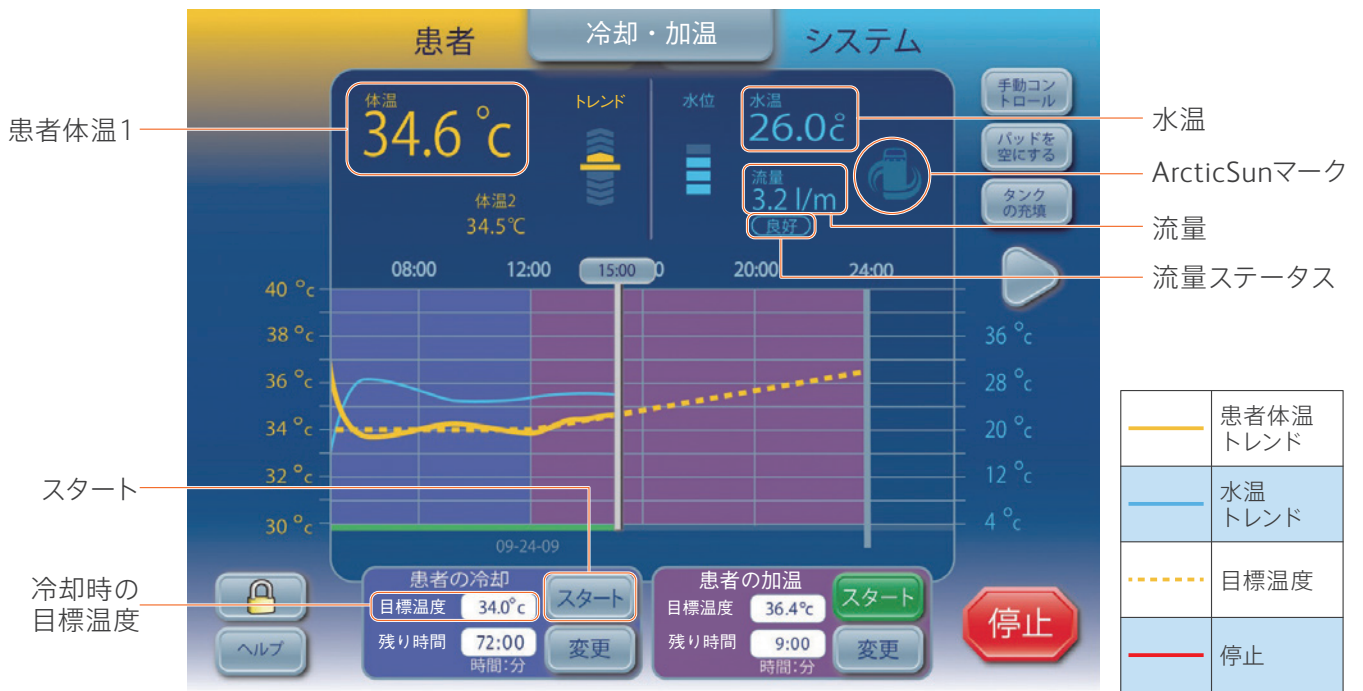 患者
冷却・加温
システム
体温
34.6 °c
トレンド
水位
水温
26.0c
手動コン
トロール
パッドを
空にする
タンク
の充填
流量
3.2 l/m
良好
体温2
34.5℃
患者体温1
水温
ArcticSunマーク
流量
流量ステータス
08:00
12:00
15:00
0
20:00
24:00
40 °c
38 °c
36 °c
34 °c
32 °c
30 °c
36 °c
28 °c
20 °c
12 °c
4 °c
09-24-09
スタート
冷却時の
目標温度
患者の冷却
目標温度 34.0°c
スタート
残り時間 72:00
時間:分
変更
患者の加温
目標温度 36.4°c
スタート
残り時間 9:00
時間:分
変更
ヘルプ
停止
患者体温
トレンド
水温
トレンド
目標温度
停止